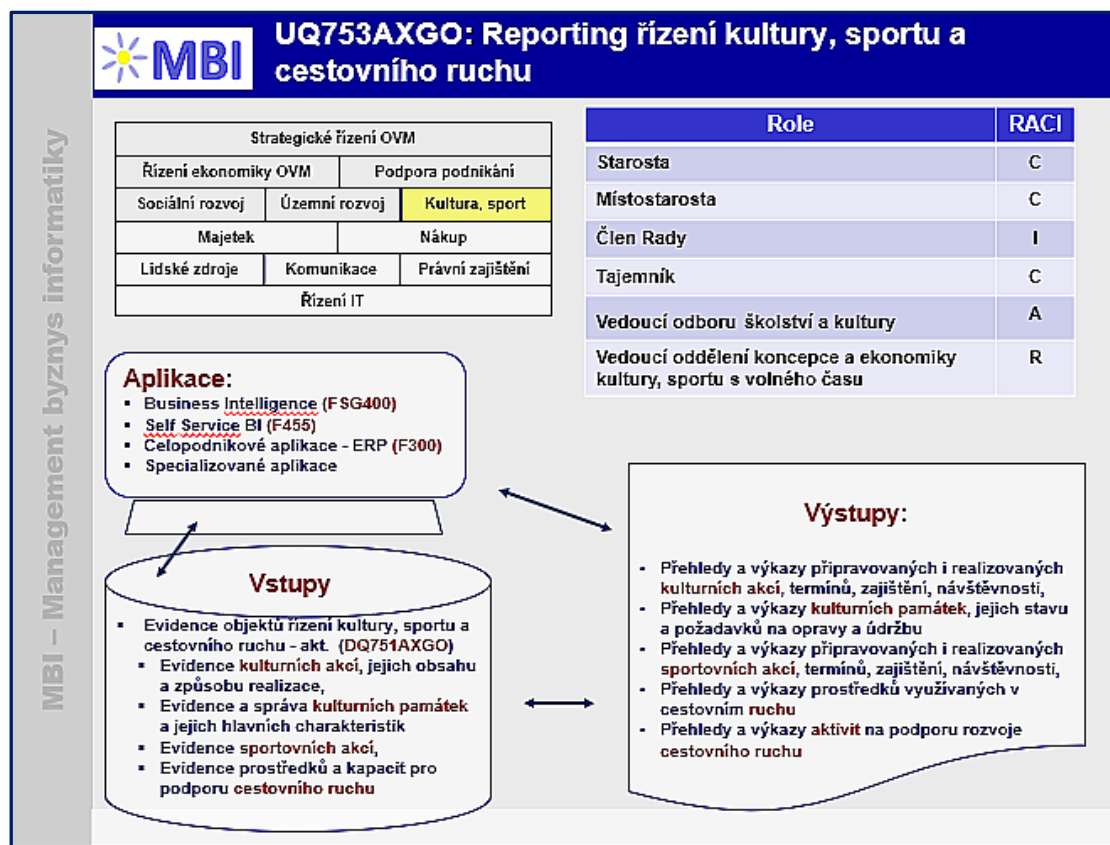 MBI – Management byznys informatiky
MBI
UQ753AXGO: Reporting řízení kultury, sportu a
cestovního ruchu
Strategické řízení OVM
Řízení ekonomiky OVM
Podpora podnikání
Sociální rozvoj
Územní rozvoj
Kultura, sport
Majetek
Nákup
Lidské zdroje
Komunikace
Právní zajištění
Řízení IT
Role RACI
Starosta C
Místostarosta C
Člen Rady I
Tajemník C
Vedoucí odboru školství a kultury A
Vedoucí oddělení koncepce a ekonomiky R
kultury, sportu s volného času
Aplikace:
▪ Business Intelligence (FSG400)
▪ Self Service BI (F455)
▪ Celopodnikové aplikace - ERP (F300)
▪ Specializované aplikace
Vstupy
▪ Evidence objektů řízení kultury, sportu a
cestovního ruchu - akt. (DQ751AXGO)
▪ Evidence kulturních akcí, jejich obsahu
a způsobu realizace,
▪ Evidence a správa kulturních památek
a jejich hlavních charakteristik
▪ Evidence sportovních akcí,
▪ Evidence prostředků a kapacit pro
podporu cestovního ruchu
Výstupy:
- Přehledy a výkazy připravovaných i realizovaných
kulturních akcí, termínů, zajištění, návštěvnosti,
- Přehledy a výkazy kulturních památek, jejich stavu
a požadavků na opravy a údržbu
- Přehledy a výkazy připravovaných i realizovaných
sportovních akcí, termínů, zajištění, návštěvnosti,
- Přehledy a výkazy prostředků využívaných v
cestovním ruchu
- Přehledy a výkazy aktivit na podporu rozvoje
cestovního ruchu